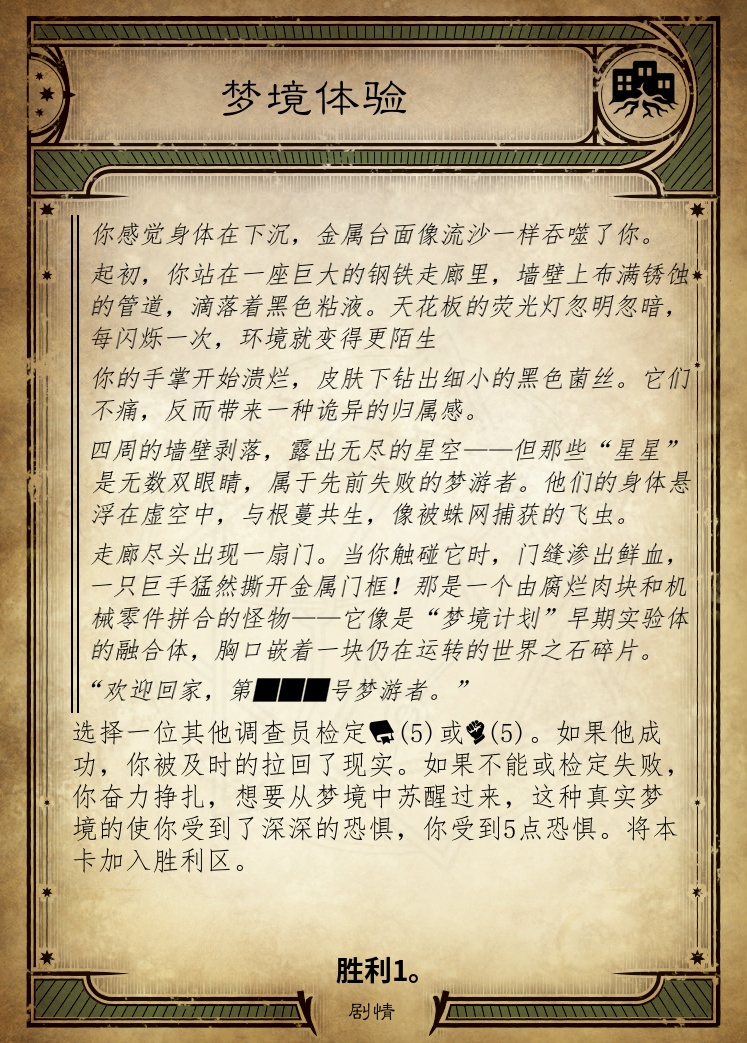 梦境体验
你感觉身体在下沉，金属台面像流沙一样吞噬了你。
起初，你站在一座巨大的钢铁走廊里，墙壁上布满锈蚀
的管道，滴落着黑色粘液。天花板的荧光灯忽明忽暗，
每闪烁一次，环境就变得更陌生
你的手掌开始溃烂，皮肤下钻出细小的黑色菌丝。它们
不痛，反而带来一种诡异的归属感。
四周的墙壁剥落，露出无尽的星空——但那些“星星”
是无数双眼睛，属于先前失败的梦游者。他们的身体悬
浮在虚空中，与根蔓共生，像被蛛网捕获的飞虫。
走廊尽头出现一扇门。当你触碰它时，门缝渗出鲜血，
一只巨手猛然撕开金属门框！那是一个由腐烂肉块和机
械零件拼合的怪物——它像是“梦境计划”早期实验体
的融合体，胸口嵌着一块仍在运转的世界之石碎片。
“欢迎回家，第███号梦游者。”
选择一位其他调查员检定(5)或(5)。如果他成
功，你被及时的拉回了现实。如果不能或检定失败，
你奋力挣扎，想要从梦境中苏醒过来，这种真实梦
境的使你受到了深深的恐惧，你受到5点恐惧。将本
卡加入胜利区。
胜利1。
剧情